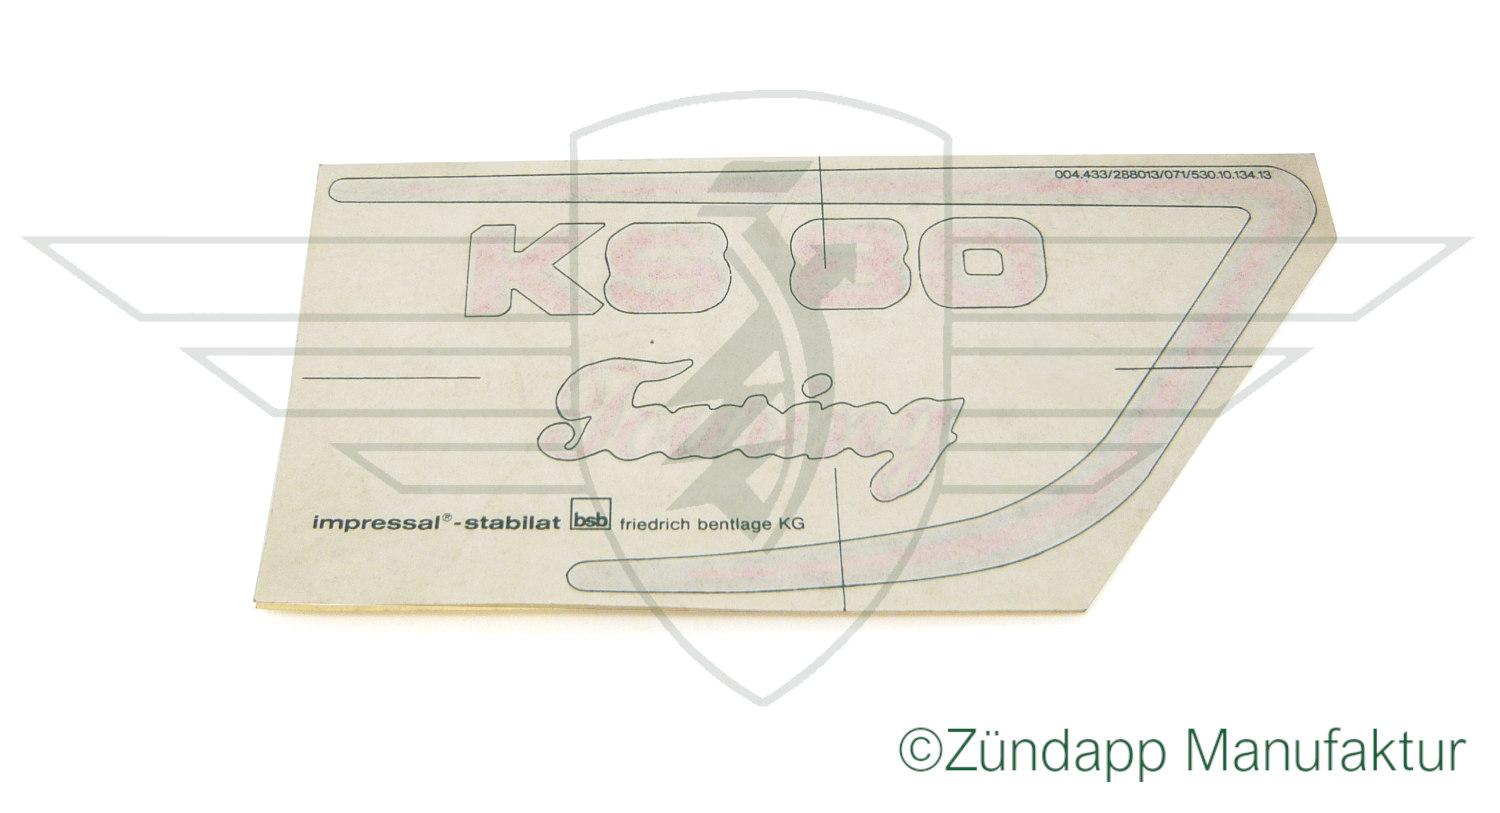 004.433/288013/071/530.10.134.13
KS 80
Touring
impressal®-stabilat bsb friedrich bentlage KG
©Zündapp Manufaktur